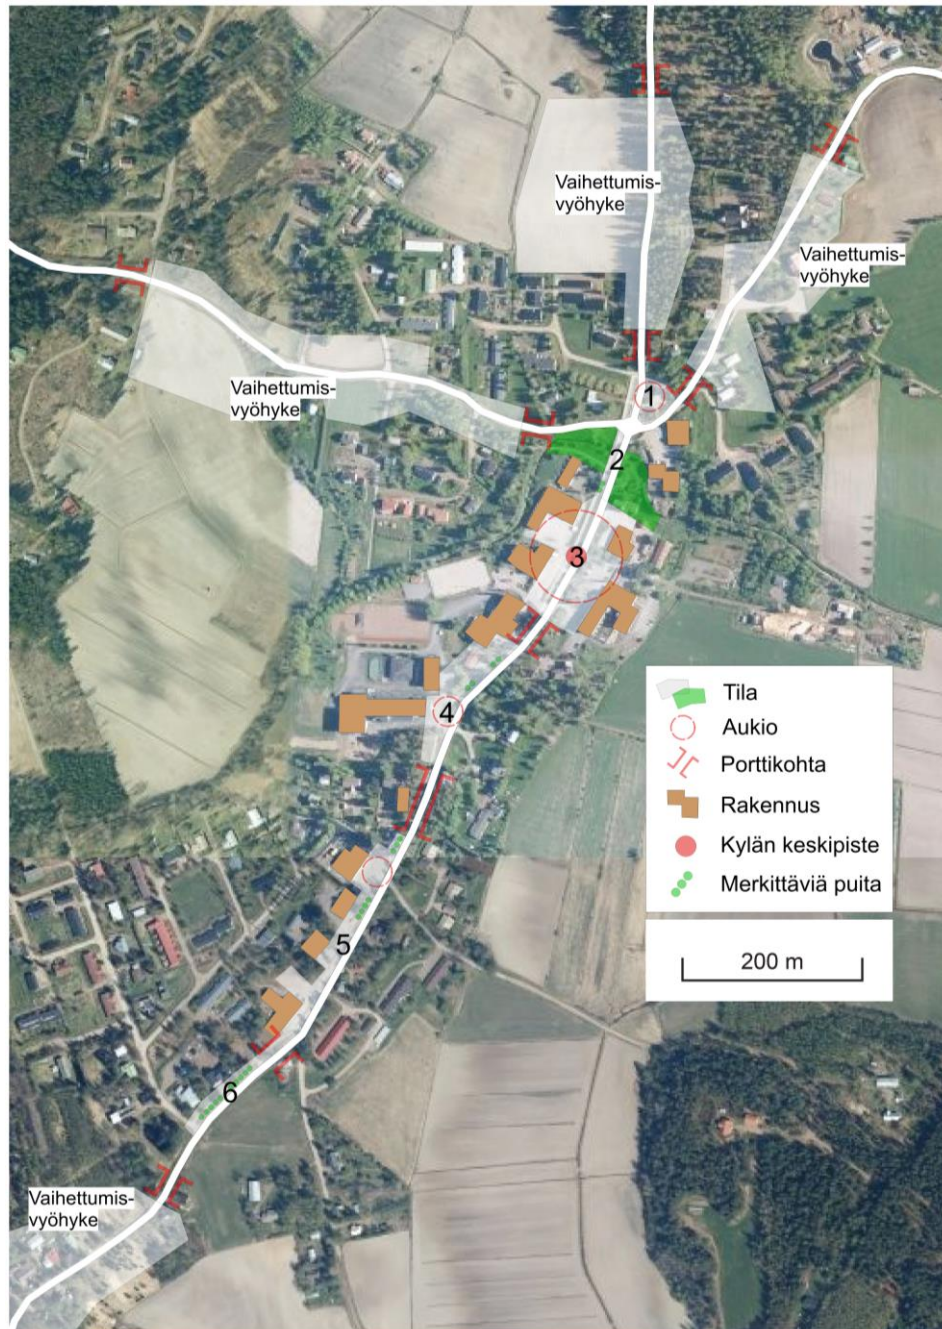 Vaihettumis-
vyöhyke
Vaihettumis-
vyöhyke
Vaihettumis-
vyöhyke
1
2
3
4
5
6
Vaihettumis-
vyöhyke
Tila
Aukio
Porttikohta
Rakennus
Kylän keskipiste
Merkittäviä puita
200 m